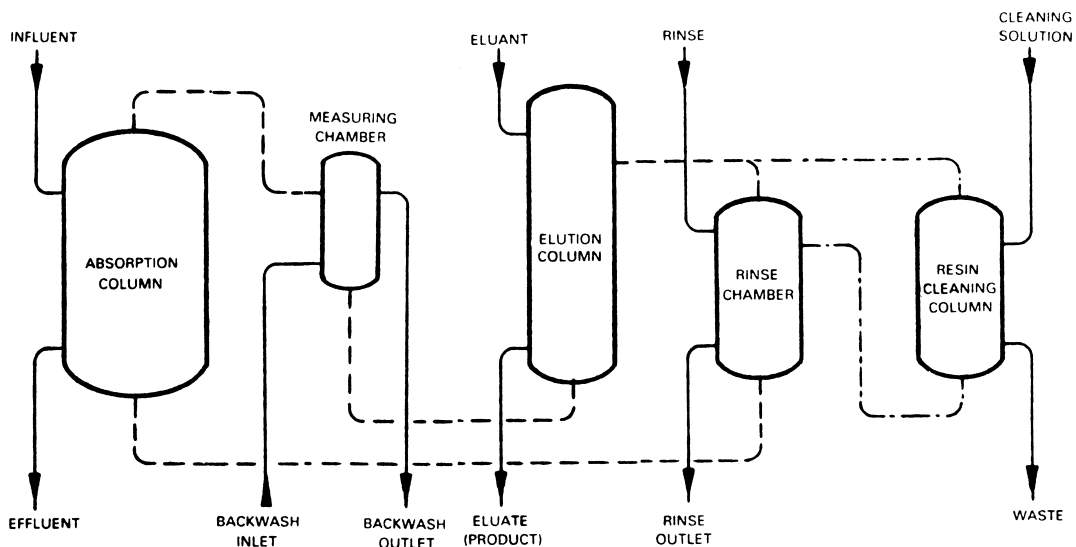 INFLUENT
ELUANT
RINSE
CLEANING
SOLUTION
MEASURING
CHAMBER
ABSORPTION
COLUMN
ELUTION
COLUMN
RINSE
CHAMBER
RESIN
CLEANING
COLUMN
EFFLUENT
BACKWASH
INLET
BACKWASH
OUTLET
ELUATE
(PRODUCT)
RINSE
OUTLET
WASTE